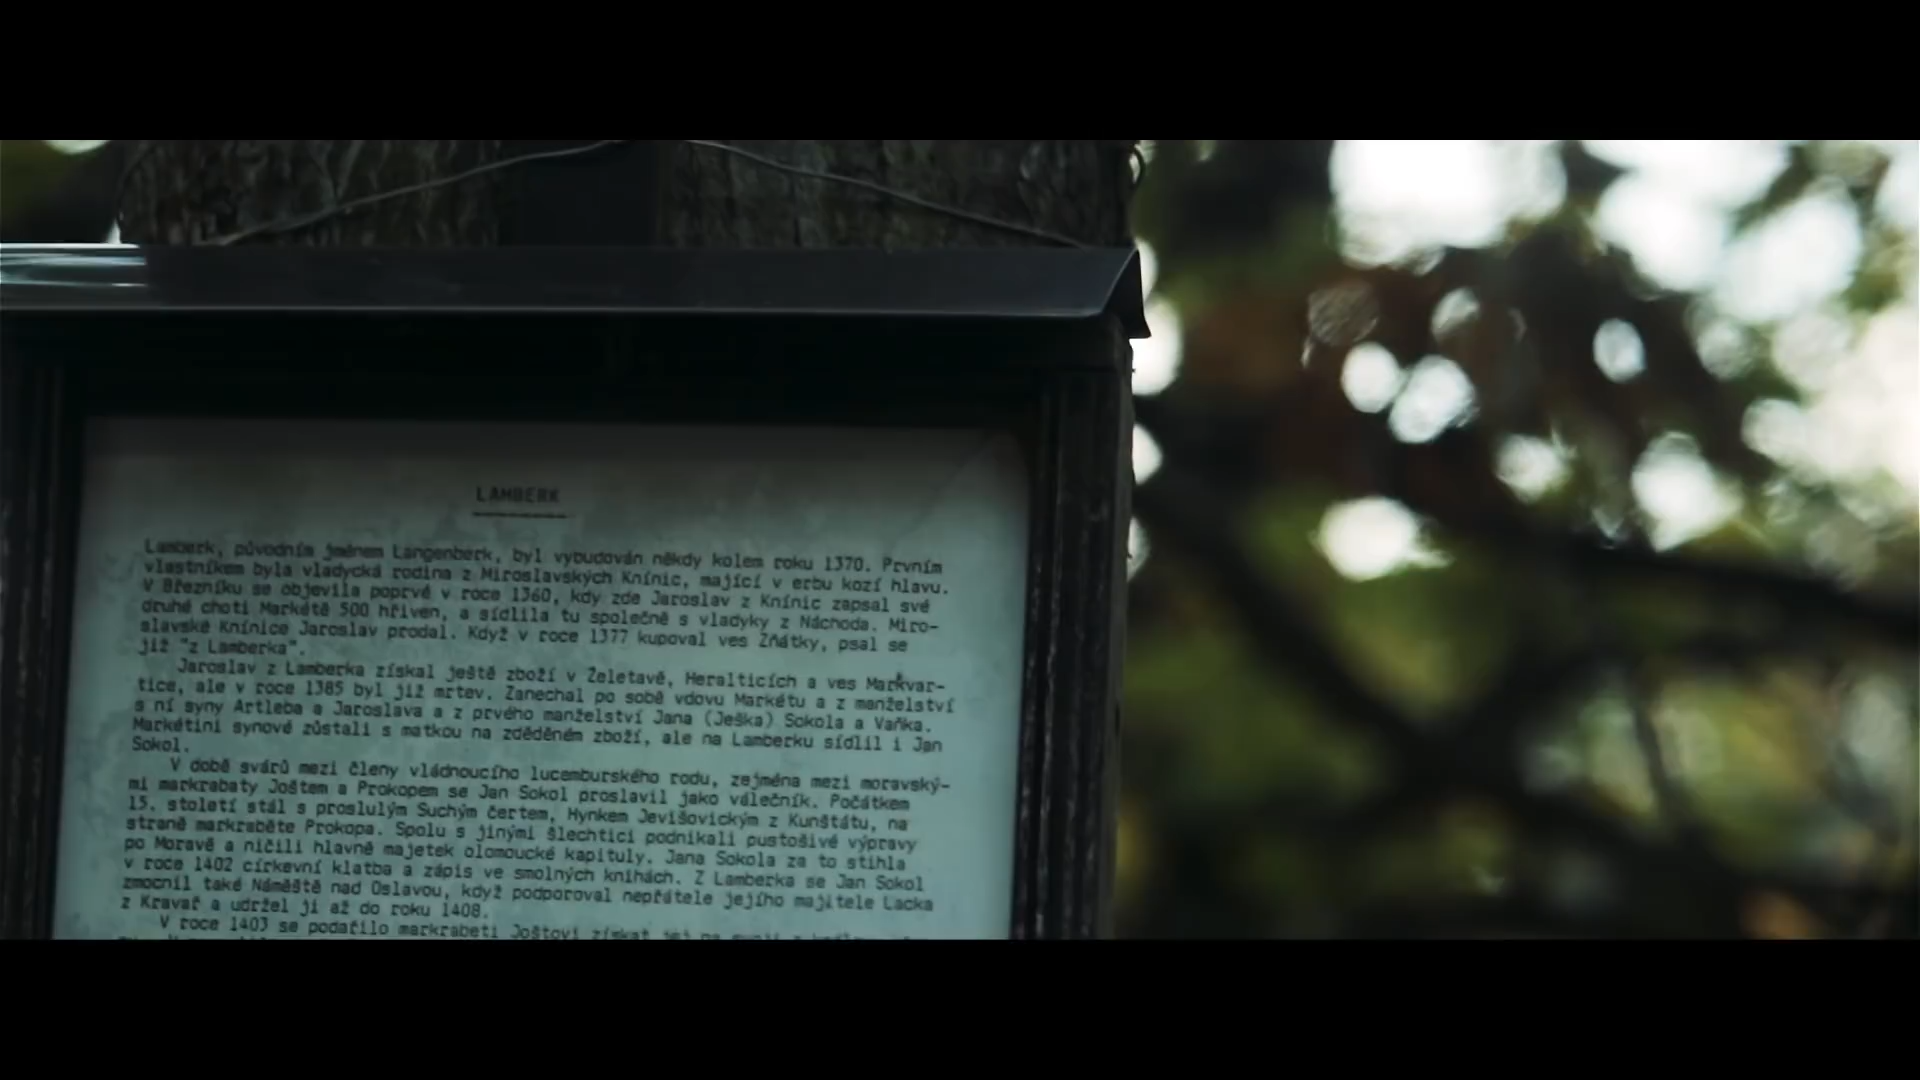 LAMBERK
Lamberk, původním jménem Langenberk, byl vybudován někdy kolem roku 1370. Prvním
vlastníkem byla vladycká rodina z Miroslavských Knínic, mající v erbu kozí hlavu.
V Březníku se objevila poprvé v roce 1360, kdy zde Jaroslav z Knínic zapsal své
druhé choti Markétě 500 hřiven, a sídlila tu společně s vladyky z Náchoda. Miro-
slavské Knínice Jaroslav prodal. Když v roce 1377 kupoval ves Zňátky, psal se
již "z Lamberka".
Jaroslav z Lamberka získal ještě zboží v Želetavě, Heralticích a ves Markvar-
tice, ale v roce 1385 byl již mrtev. Zanechal po sobě vdovu Markétu a z manželství
s ní syny Artleba a Jaroslava a z prvého manželství Jana (Ješka) Sokola a Vaňka.
Markétini synové zůstali s matkou na zděděném zboží, ale na Lamberku sídlil i Jan
Sokol.
V době svárů mezi členy vládnoucího lucemburského rodu, zejména mezi moravský-
mi markrabaty Joštem a Prokopem se Jan Sokol proslavil jako válečník. Počátkem
15. století stál s proslulým Suchým čertem, Hynkem Jevišovickým z Kunštátu, na
straně markraběte Prokopa. Spolu s jinými šlechtici podnikali pustošivé výpravy
po Moravě a ničili hlavně majetek olomoucké kapituly. Jana Sokola za to stihla
v roce 1402 církevní klatba a zápis ve smolných knihách. Z Lamberka se Jan Sokol
zmocnil také Náměště nad Oslavou, když podporoval nepřátele jejího majitele Lacka
z Kravař a udržel ji až do roku 1408.
V roce 1403 se podařilo markraběti Joštovi získat jej na svoji